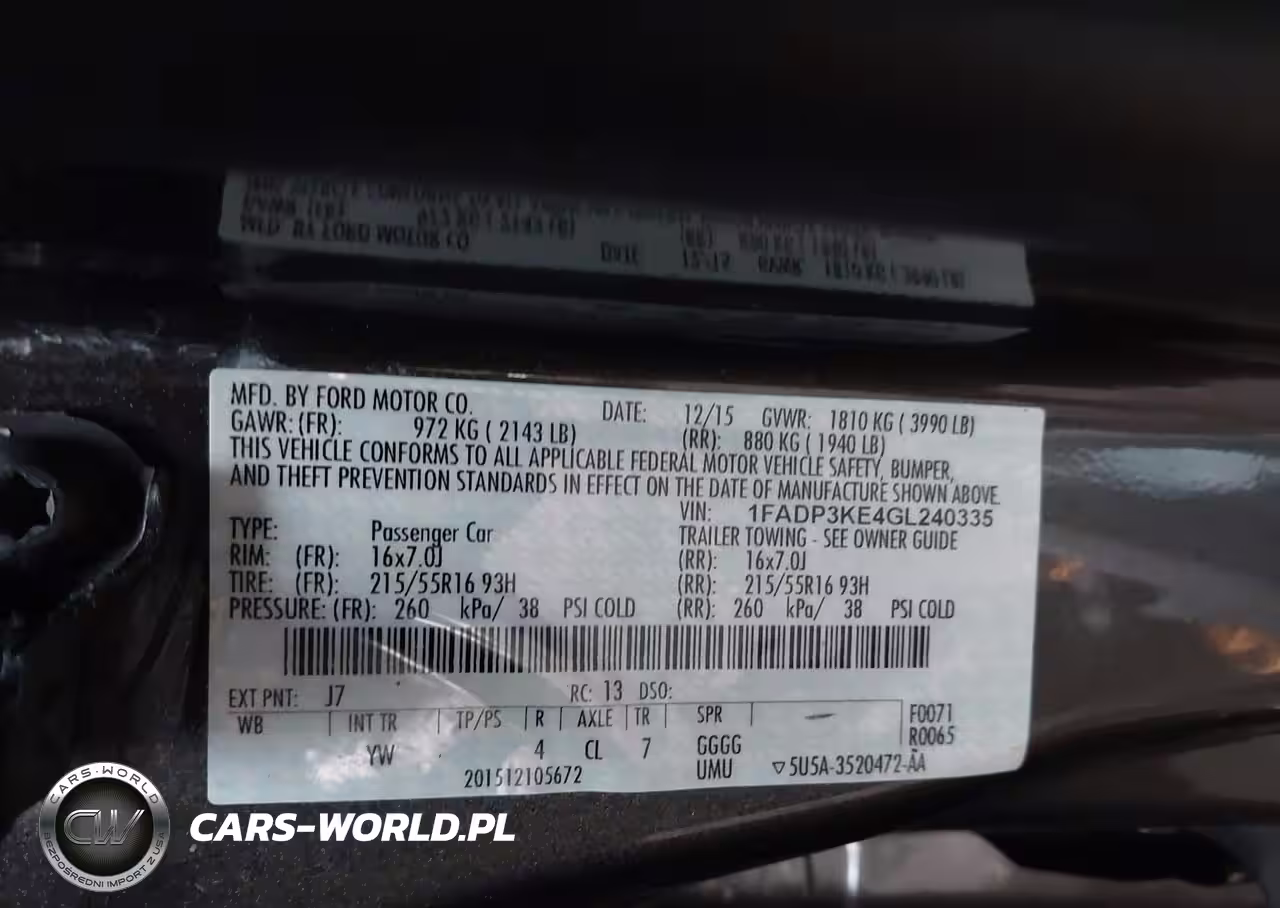 MFD. BY FORD MOTOR CO. DATE: 12/15 GVWR: 1810 KG ( 3990 LB)
GAWR: (FR): 972 KG ( 2143 LB) (RR): 880 KG ( 1940 LB)
THIS VEHICLE CONFORMS TO ALL APPLICABLE FEDERAL MOTOR VEHICLE SAFETY, BUMPER,
AND THEFT PREVENTION STANDARDS IN EFFECT ON THE DATE OF MANUFACTURE SHOWN ABOVE.
VIN: 1FADP3KE4GL240335
TYPE: Passenger Car TRAILER TOWING - SEE OWNER GUIDE
RIM: (FR): 16x7.0J (RR): 16x7.0J
TIRE: (FR): 215/55R16 93H (RR): 215/55R16 93H
PRESSURE: (FR): 260 kPa/ 38 PSI COLD (RR): 260 kPa/ 38 PSI COLD
EXT PNT: J7 RC: 13 DSO:
WB INT TR TP/PS R AXLE TR SPR F0071
R0065
YW 4 CL 7 GGGG
201512105672 UMU ▽5U5A-3520472-AA
CARS-WORLD
CW
BEZPOŚREDNI IMPORT Z USA
CARS-WORLD.PL